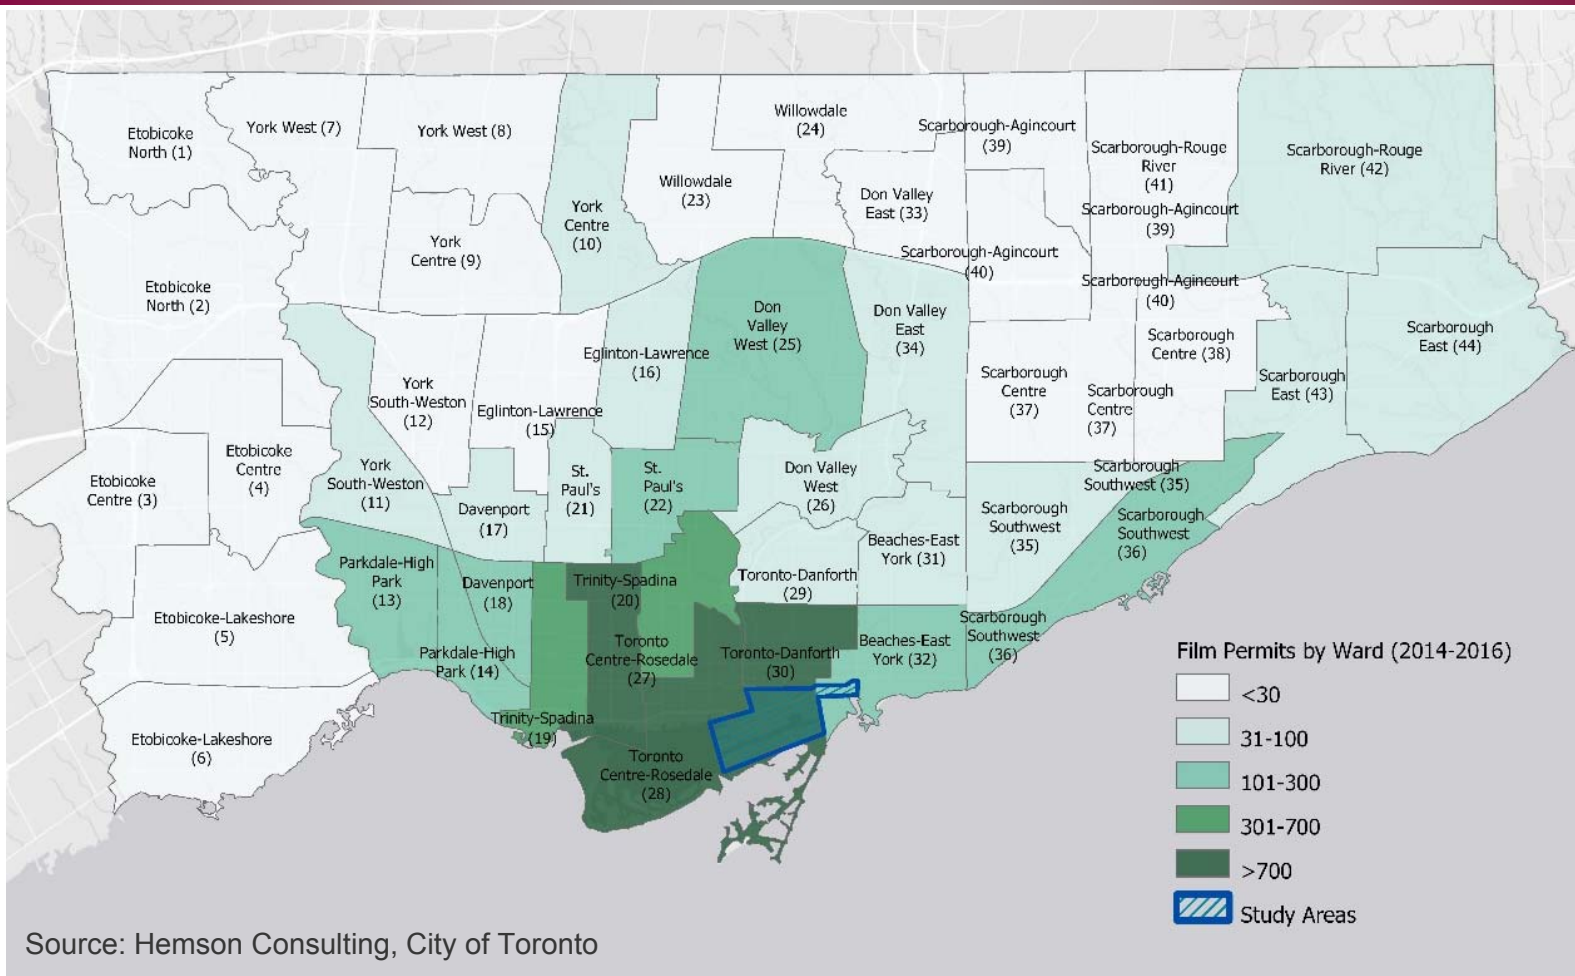 Etobicoke
North (1)
York West (7)
York West (8)
Willowdale
(24)
Scarborough-Agincourt
(39)
Scarborough-Rouge
River
(41)
Scarborough-Rouge
River (42)
York
Centre
(10)
Willowdale
(23)
Don Valley
East (33)
Scarborough-Agincourt
(39)
York
Centre (9)
Scarborough-Agincourt
(40)
Scarborough-Agincourt
(40)
Etobicoke
North (2)
Don
Valley
West (25)
Don Valley
East
(34)
Scarborough
Centre (38)
Scarborough
East (44)
Eglinton-Lawrence
(16)
York
South-Weston
(12)
Eglinton-Lawrence
(15)
Scarborough
Centre
(37)
Scarborough
Centre
(37)
Scarborough
East (43)
Etobicoke
Centre (3)
Etobicoke
Centre
(4)
York
South-Weston
(11)
Davenport
(17)
St.
Paul's
(21)
St.
Paul's
(22)
Don Valley
West
(26)
Scarborough
Southwest (35)
Scarborough
Southwest
(35)
Scarborough
Southwest
(36)
Beaches-East
York (31)
Parkdale-High
Park
(13)
Davenport
(18)
Trinity-Spadina
(20)
Toronto-Danforth
(29)
Etobicoke-Lakeshore
(5)
Parkdale-High
Park (14)
Toronto
Centre-Rosedale
(27)
Toronto-Danforth
(30)
Beaches-East
York (32)
Scarborough
Southwest
(36)
Etobicoke-Lakeshore
(6)
Trinity-Spadina
(19)
Toronto
Centre-Rosedale
(28)
Film Permits by Ward (2014-2016)
<30
31-100
101-300
301-700
>700
Study Areas
Source: Hemson Consulting, City of Toronto